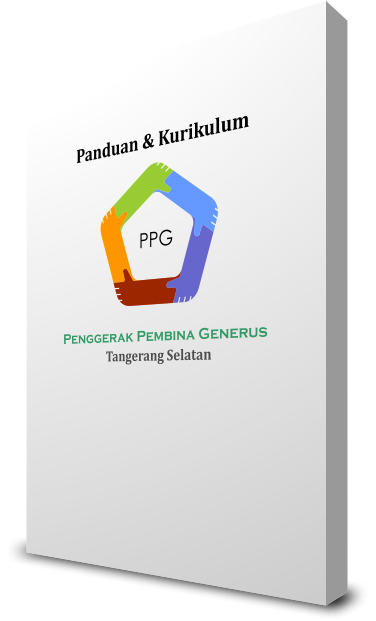 Panduan & Kurikulum
PPG
Penggerak Pembina Generus
Tangerang Selatan